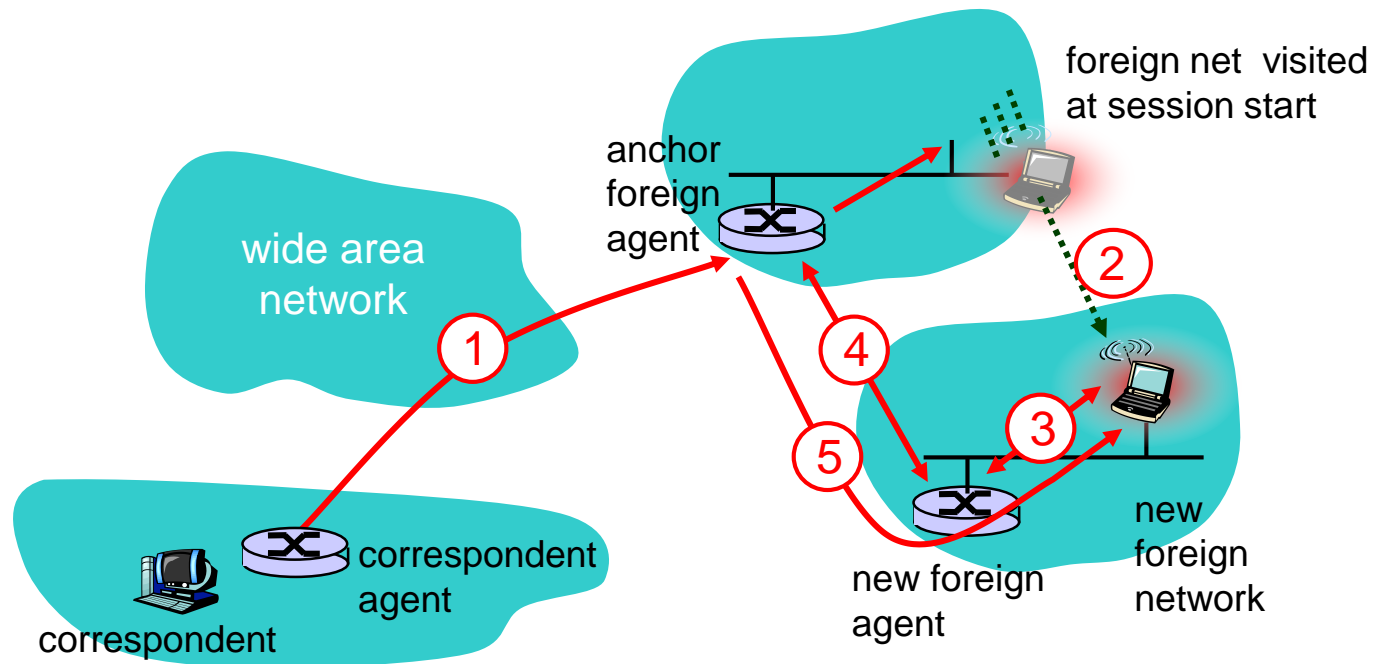 foreign net visited
at session start
anchor
foreign
agent
wide area
network
1
2
4
3
5
correspondent
agent
correspondent
new foreign
agent
new
foreign
network